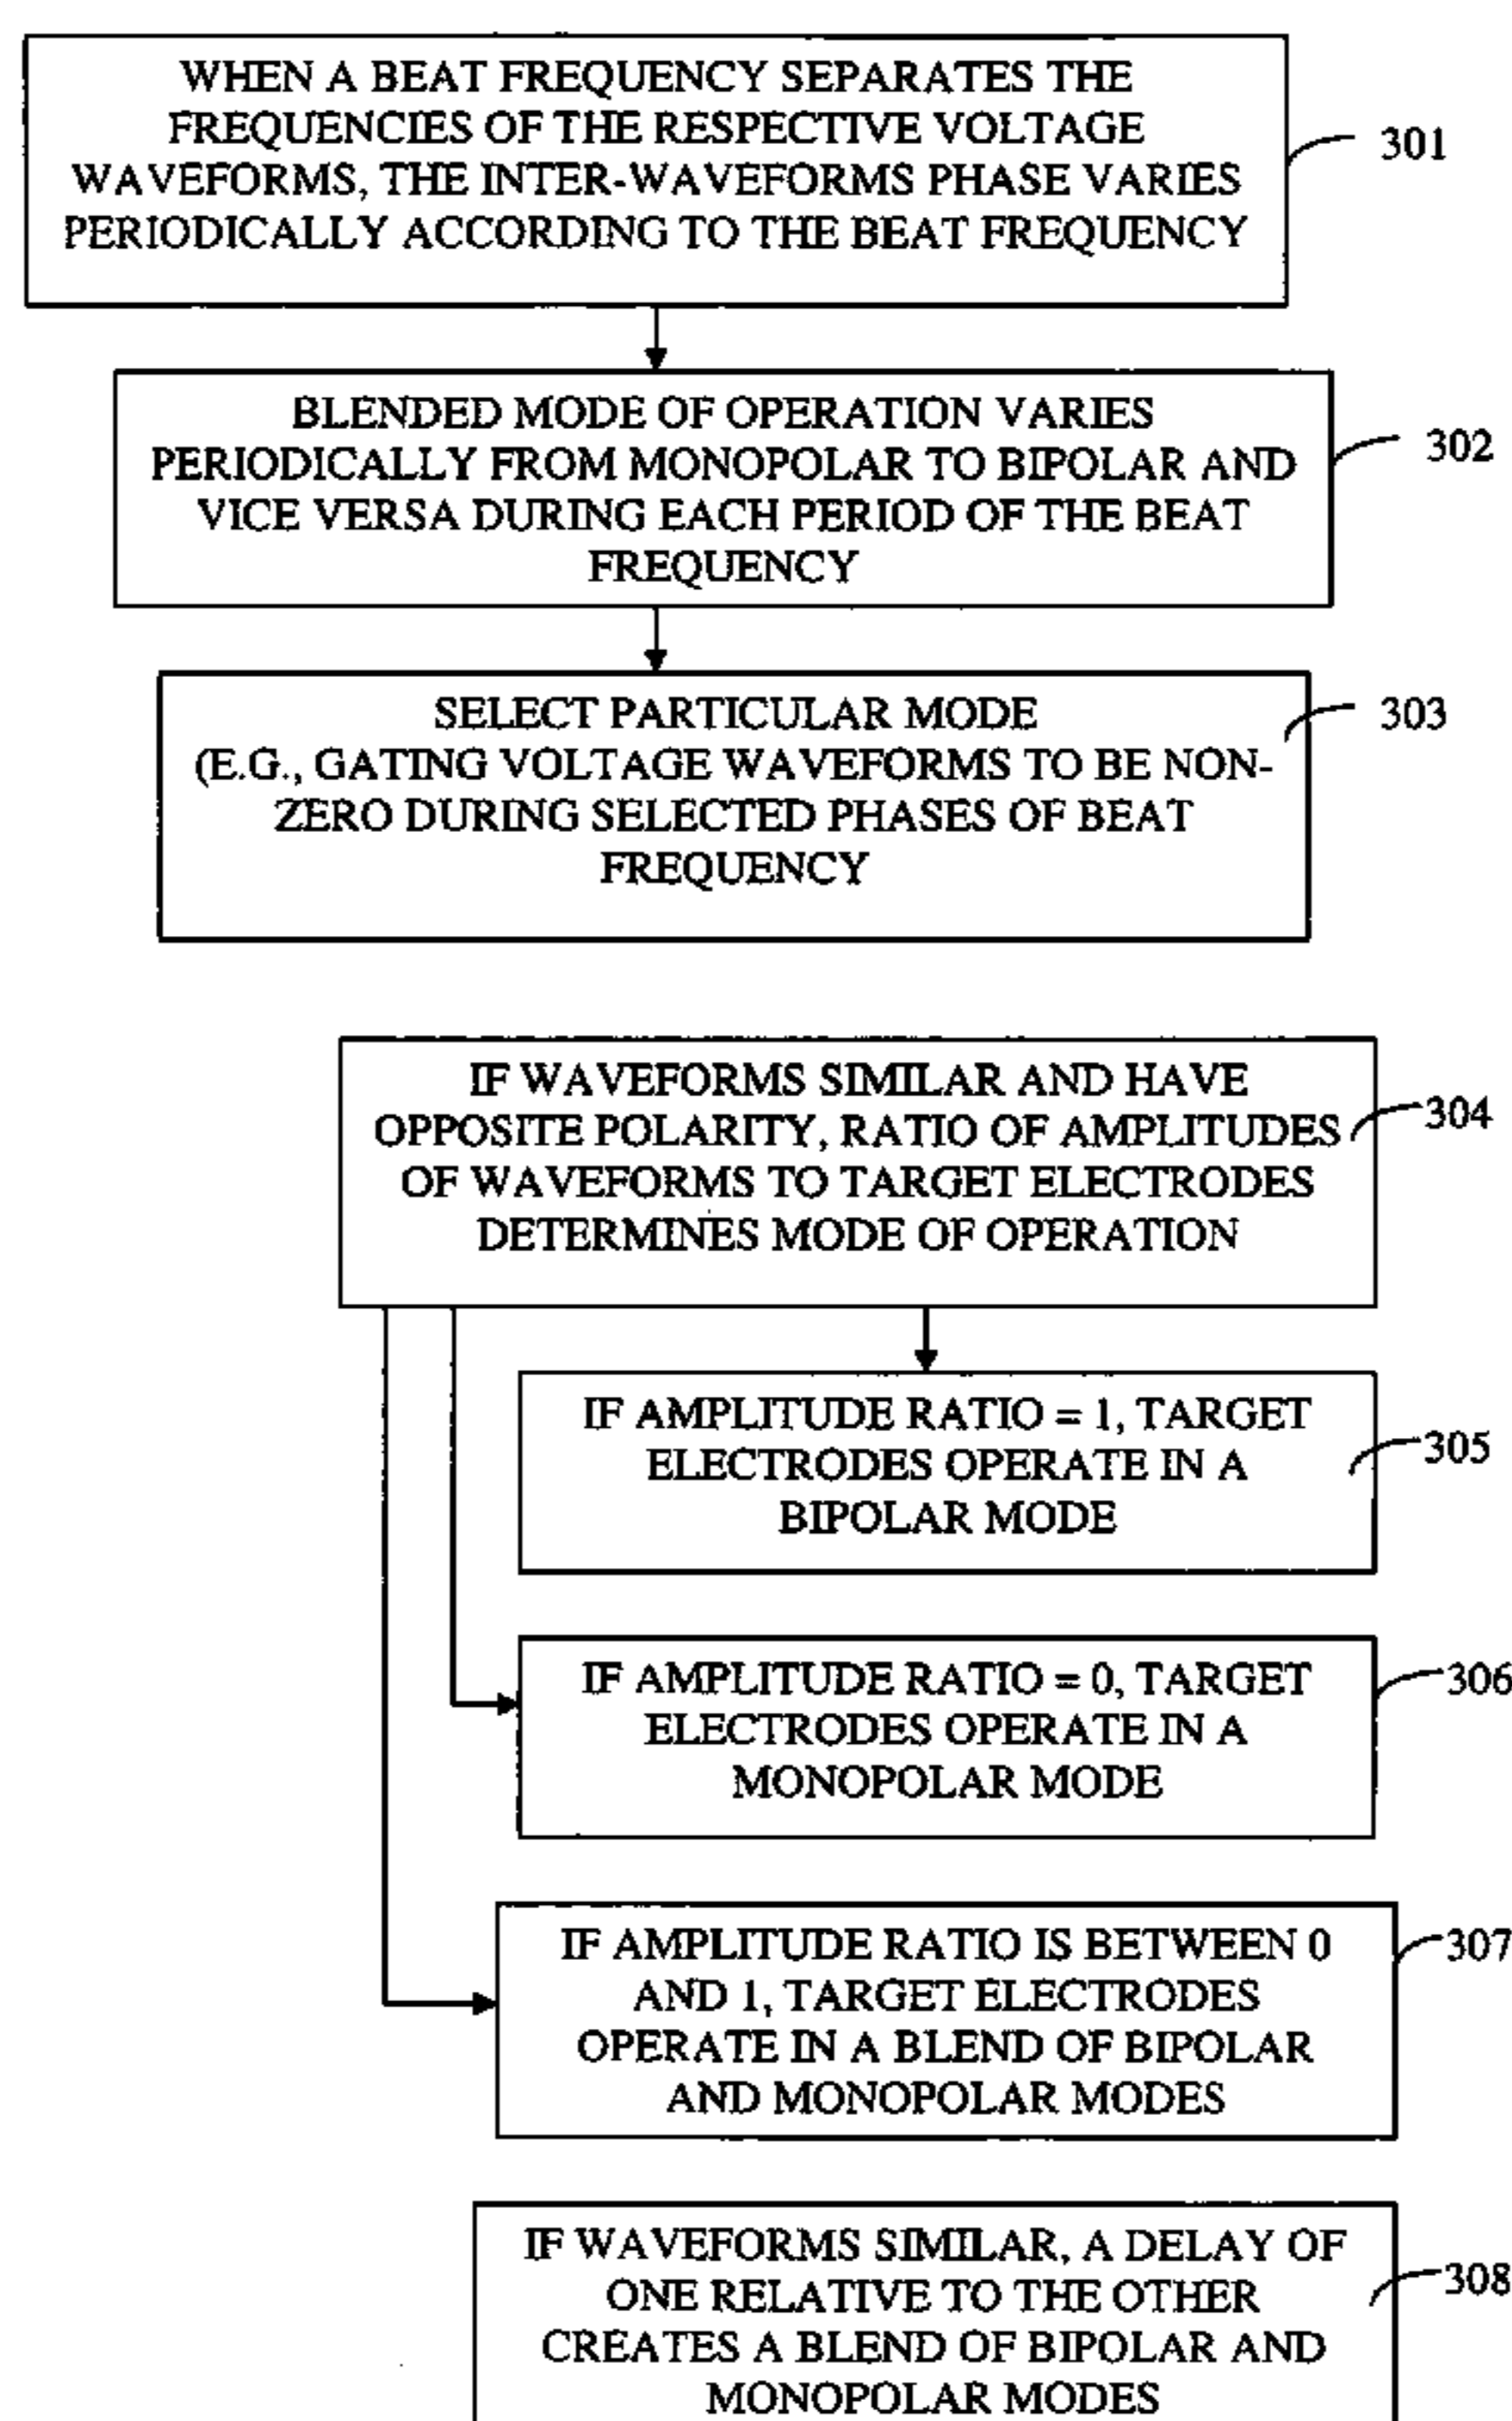 WHEN A BEAT FREQUENCY SEPARATES THE
FREQUENCIES OF THE RESPECTIVE VOLTAGE
WAVEFORMS, THE INTER-WAVEFORMS PHASE VARIES
PERIODICALLY ACCORDING TO THE BEAT FREQUENCY
301
BLENDED MODE OF OPERATION VARIES
PERIODICALLY FROM MONOPOLAR TO BIPOLAR AND
VICE VERSA DURING EACH PERIOD OF THE BEAT
FREQUENCY
302
SELECT PARTICULAR MODE
(E.G., GATING VOLTAGE WAVEFORMS TO BE NON-
ZERO DURING SELECTED PHASES OF BEAT
FREQUENCY
303
IF WAVEFORMS SIMILAR AND HAVE
OPPOSITE POLARITY, RATIO OF AMPLITUDES
OF WAVEFORMS TO TARGET ELECTRODES
DETERMINES MODE OF OPERATION
304
IF AMPLITUDE RATIO = 1, TARGET
ELECTRODES OPERATE IN A
BIPOLAR MODE
305
IF AMPLITUDE RATIO = 0, TARGET
ELECTRODES OPERATE IN A
MONOPOLAR MODE
306
IF AMPLITUDE RATIO IS BETWEEN 0
AND 1, TARGET ELECTRODES
OPERATE IN A BLEND OF BIPOLAR
AND MONOPOLAR MODES
307
IF WAVEFORMS SIMILAR, A DELAY OF
ONE RELATIVE TO THE OTHER
CREATES A BLEND OF BIPOLAR AND
MONOPOLAR MODES
308